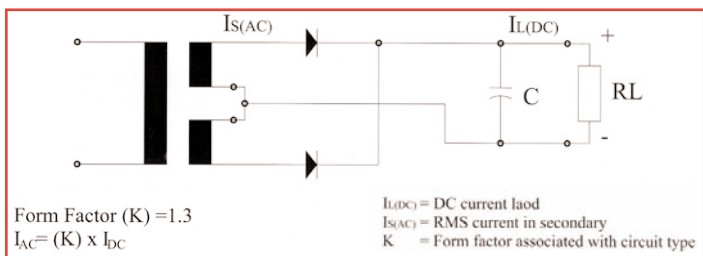 IS(AC)
IL(DC)
+
C
RL
-
Form Factor (K) =1.3
IAC= (K) x IDC
IL(DC) = DC current laod
IS(AC) = RMS current in secondary
K = Form factor associated with circuit type